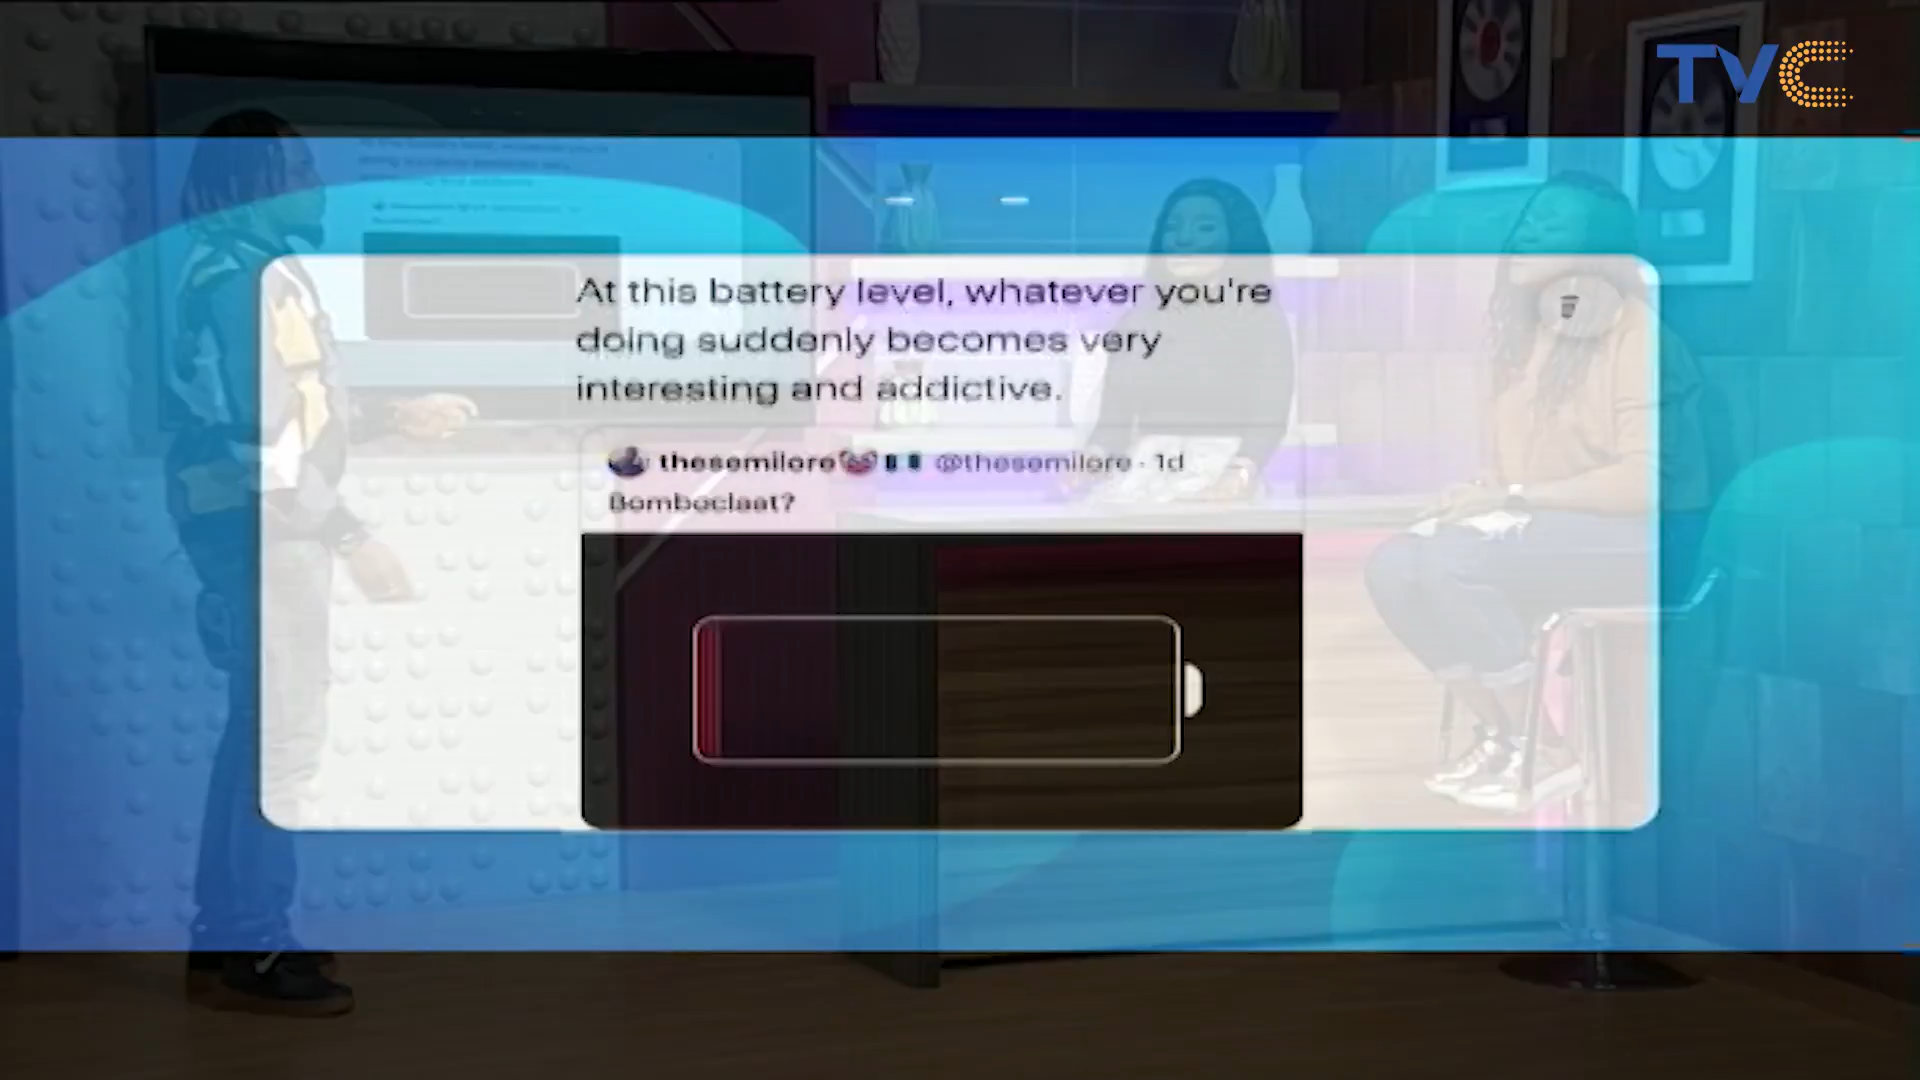 TVC
At this battery level, whatever you're
doing suddenly becomes very
interesting and addictive.
thesemilore @thesemilore · 1d
Bomboclaat?